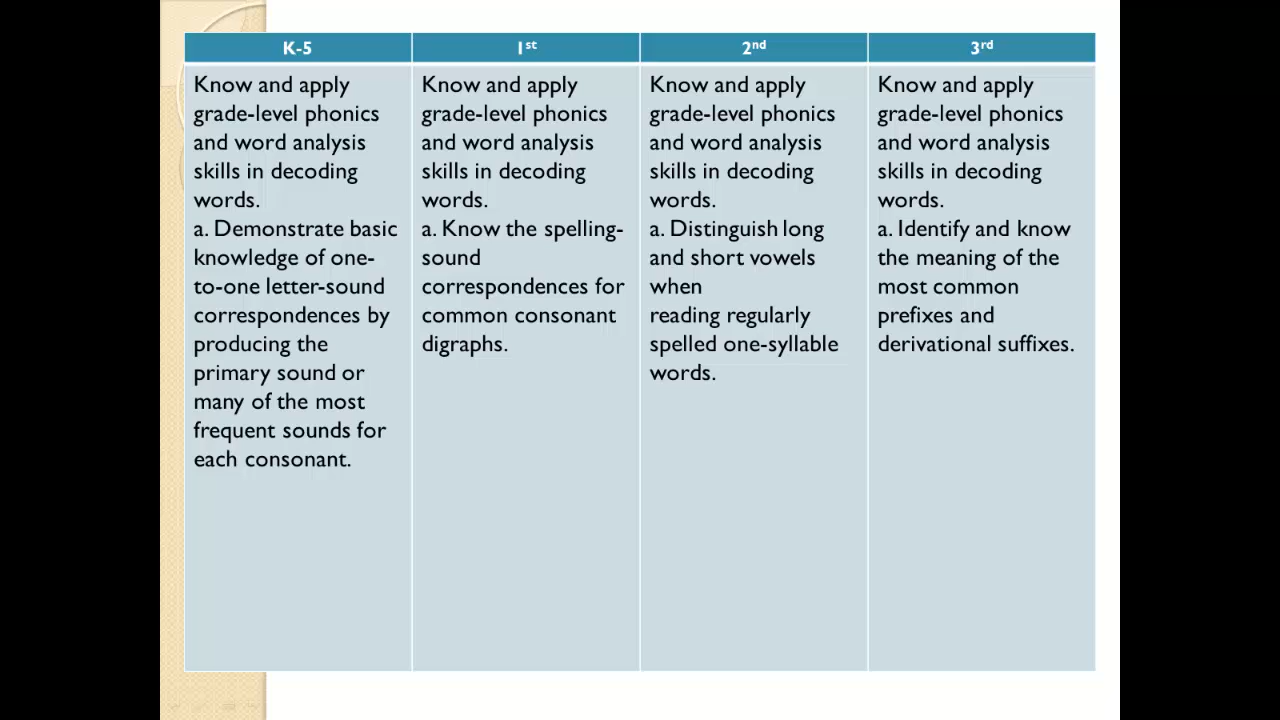 K-5
Know and apply
grade-level phonics
and word analysis
skills in decoding
words.
a. Demonstrate basic
knowledge of one-
to-one letter-sound
correspondences by
producing the
primary sound or
many of the most
frequent sounds for
each consonant.
1st
Know and apply
grade-level phonics
and word analysis
skills in decoding
words.
a. Know the spelling-
sound
correspondences for
common consonant
digraphs.
2nd
Know and apply
grade-level phonics
and word analysis
skills in decoding
words.
a. Distinguish long
and short vowels
when
reading regularly
spelled one-syllable
words.
3rd
Know and apply
grade-level phonics
and word analysis
skills in decoding
words.
a. Identify and know
the meaning of the
most common
prefixes and
derivational suffixes.